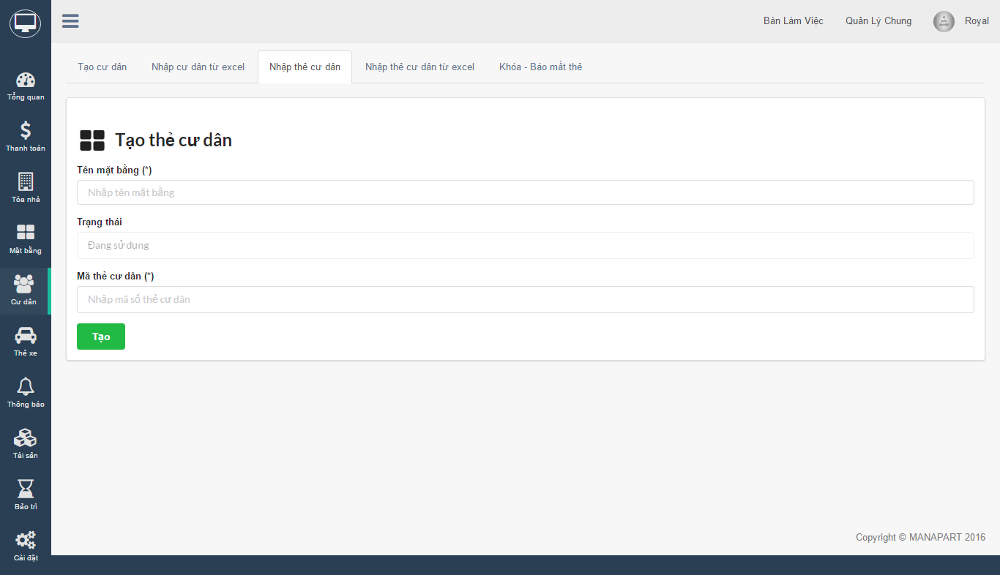 Bàn Làm Việc
Quản Lý Chung
Royal
Tổng quan
Thanh toán
Tòa nhà
Mặt bằng
Cư dân
Thẻ xe
Thông báo
Tài sản
Bảo trì
Cài đặt
Tạo cư dân
Nhập cư dân từ excel
Nhập thẻ cư dân
Nhập thẻ cư dân từ excel
Khóa - Báo mất thẻ
Tạo thẻ cư dân
Tên mặt bằng (*)
Nhập tên mặt bằng
Trạng thái
Đang sử dụng
Mã thẻ cư dân (*)
Nhập mã số thẻ cư dân
Tạo
Copyright © MANAPART 2016